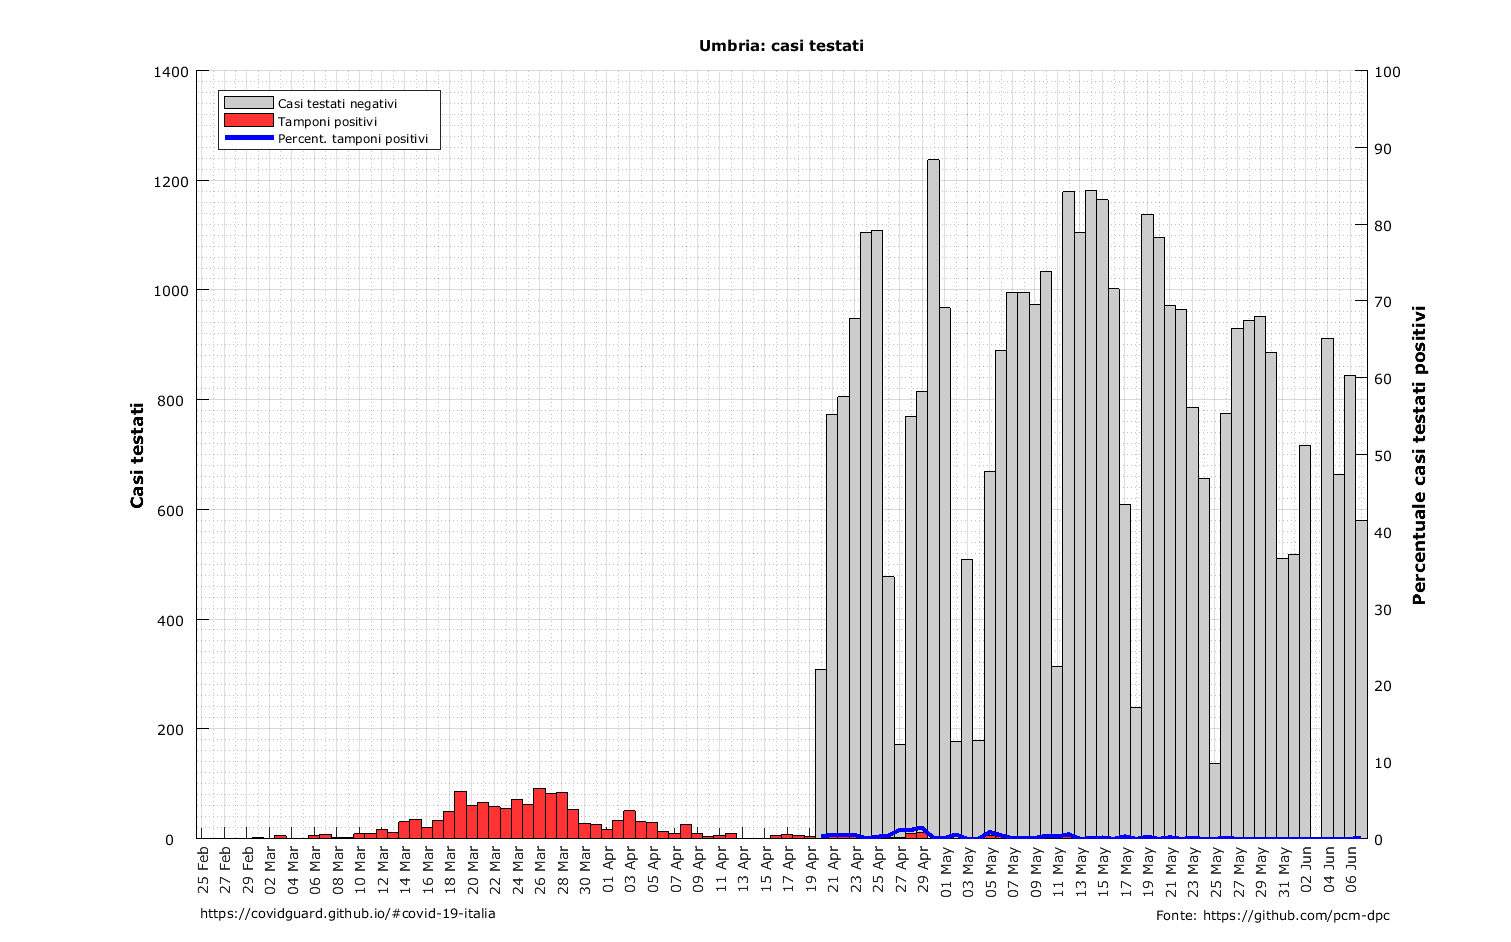 Umbria: casi testati
Casi testati negativi
Tamponi positivi
Percent. tamponi positivi
1400
1200
1000
800
600
400
200
0
Casi testati
100
90
80
70
60
50
40
30
20
10
0
Percentuale casi testati positivi
25 Feb
27 Feb
29 Feb
02 Mar
04 Mar
06 Mar
08 Mar
10 Mar
12 Mar
14 Mar
16 Mar
18 Mar
20 Mar
22 Mar
24 Mar
26 Mar
28 Mar
30 Mar
01 Apr
03 Apr
05 Apr
07 Apr
09 Apr
11 Apr
13 Apr
15 Apr
17 Apr
19 Apr
21 Apr
23 Apr
25 Apr
27 Apr
29 Apr
01 May
03 May
05 May
07 May
09 May
11 May
13 May
15 May
17 May
19 May
21 May
23 May
25 May
27 May
29 May
31 May
02 Jun
04 Jun
06 Jun
https://covidguard.github.io/#covid-19-italia
Fonte: https://github.com/pcm-dpc